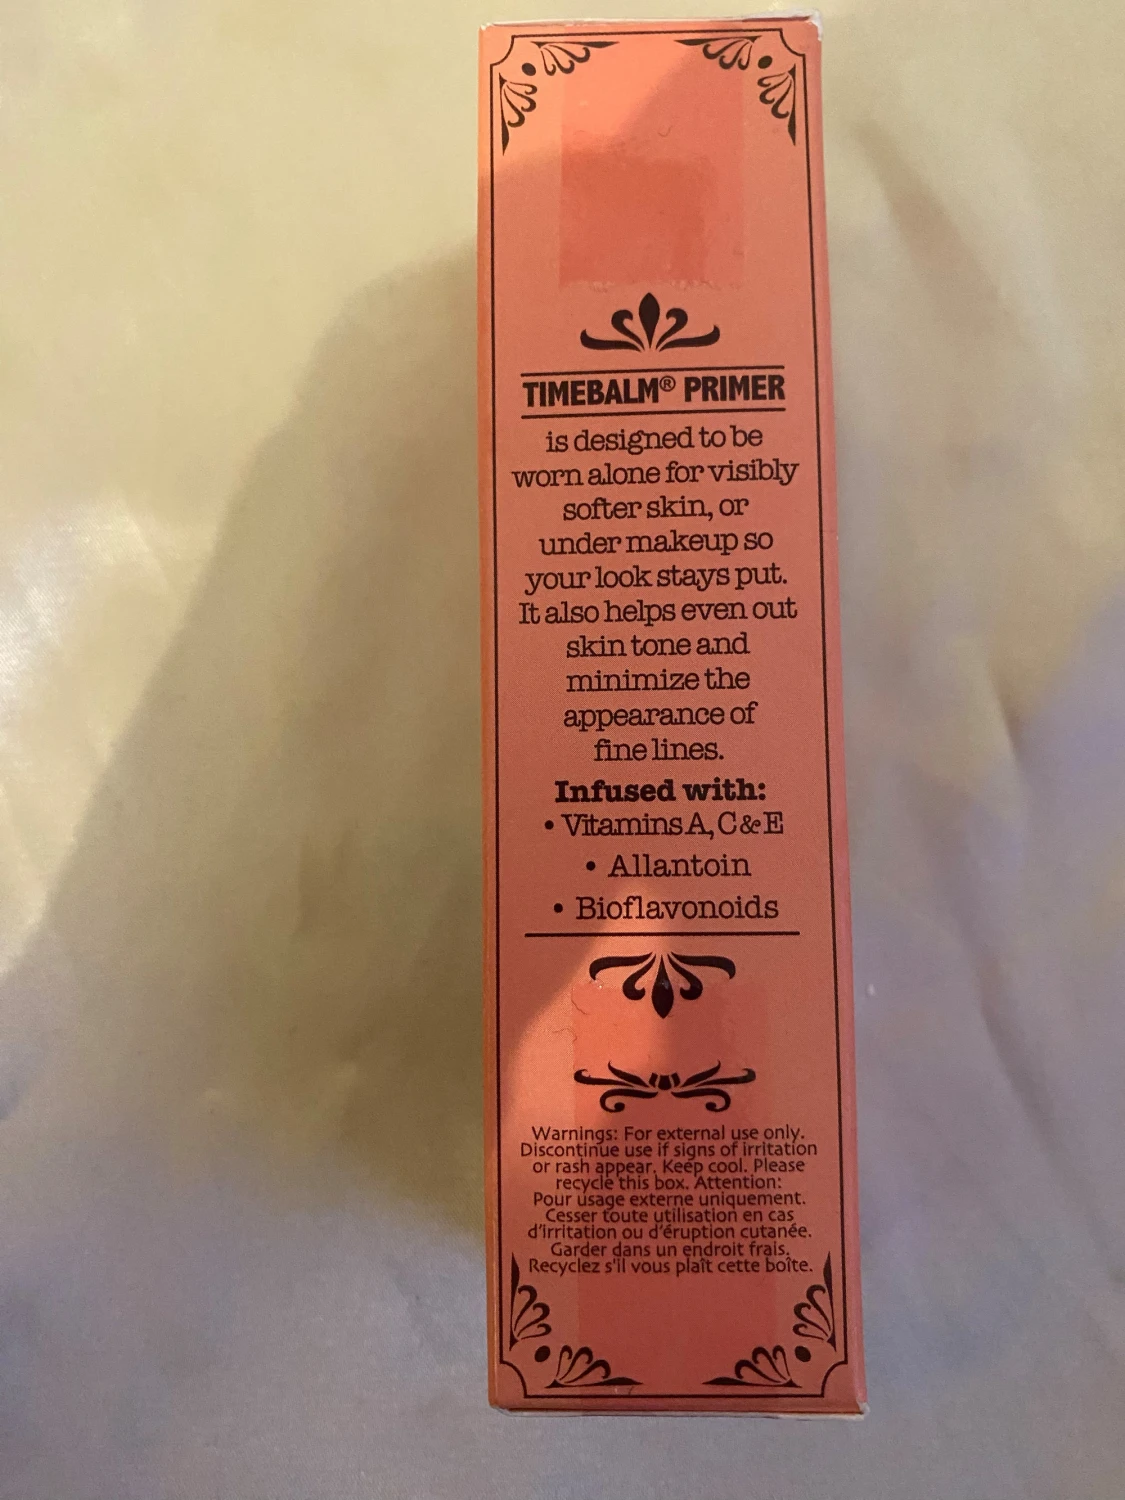 TIMEBALM® PRIMER
is designed to be
worn alone for visibly
softer skin, or
under makeup so
your look stays put.
It also helps even out
skin tone and
minimize the
appearance of
fine lines.
Infused with:
• Vitamins A, C & E
• Allantoin
• Bioflavonoids
Warnings: For external use only.
Discontinue use if signs of irritation
or rash appear. Keep cool. Please
recycle this box. Attention:
Pour usage externe uniquement.
Cesser toute utilisation en cas
d'irritation ou d'éruption cutanée.
Garder dans un endroit frais.
Recyclez s'il vous plaît cette boîte.